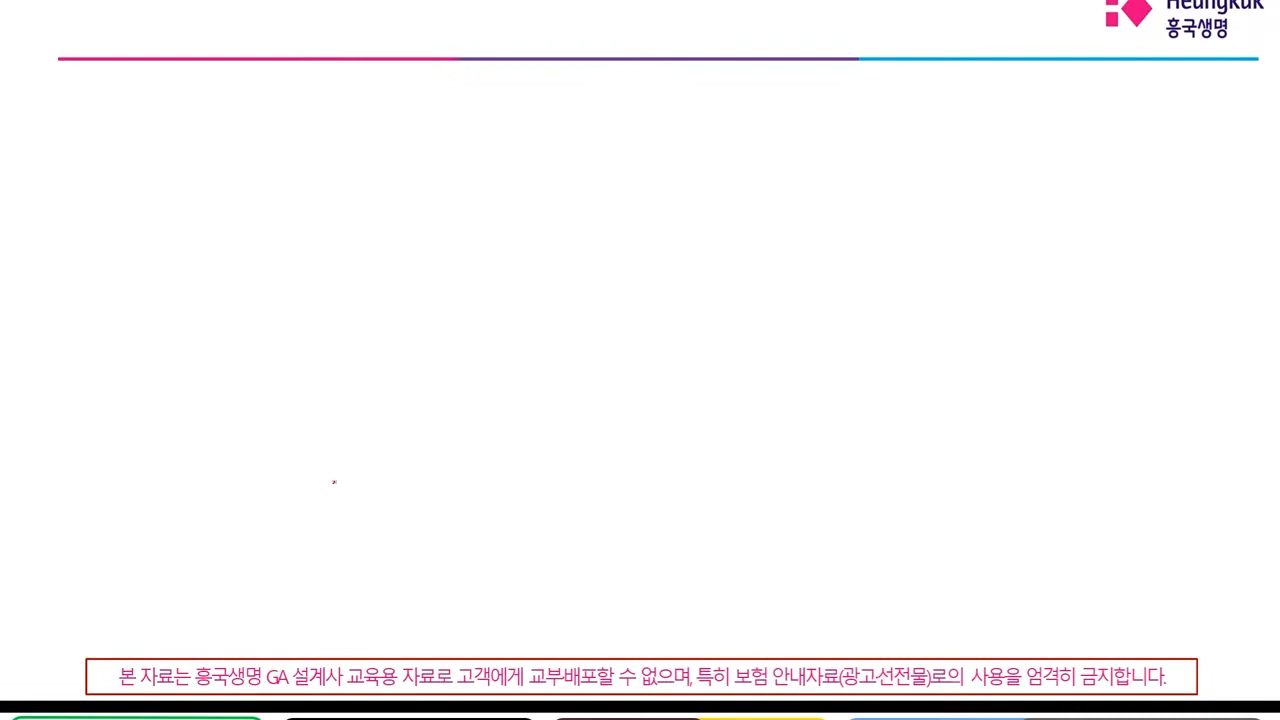 Heungkuk
흥국생명
본 자료는 흥국생명 GA 설계사 교육용 자료로 고객에게 교부배포할 수 없으며, 특히 보험 안내자료(광고선전물)로의 사용을 엄격히 금지합니다.